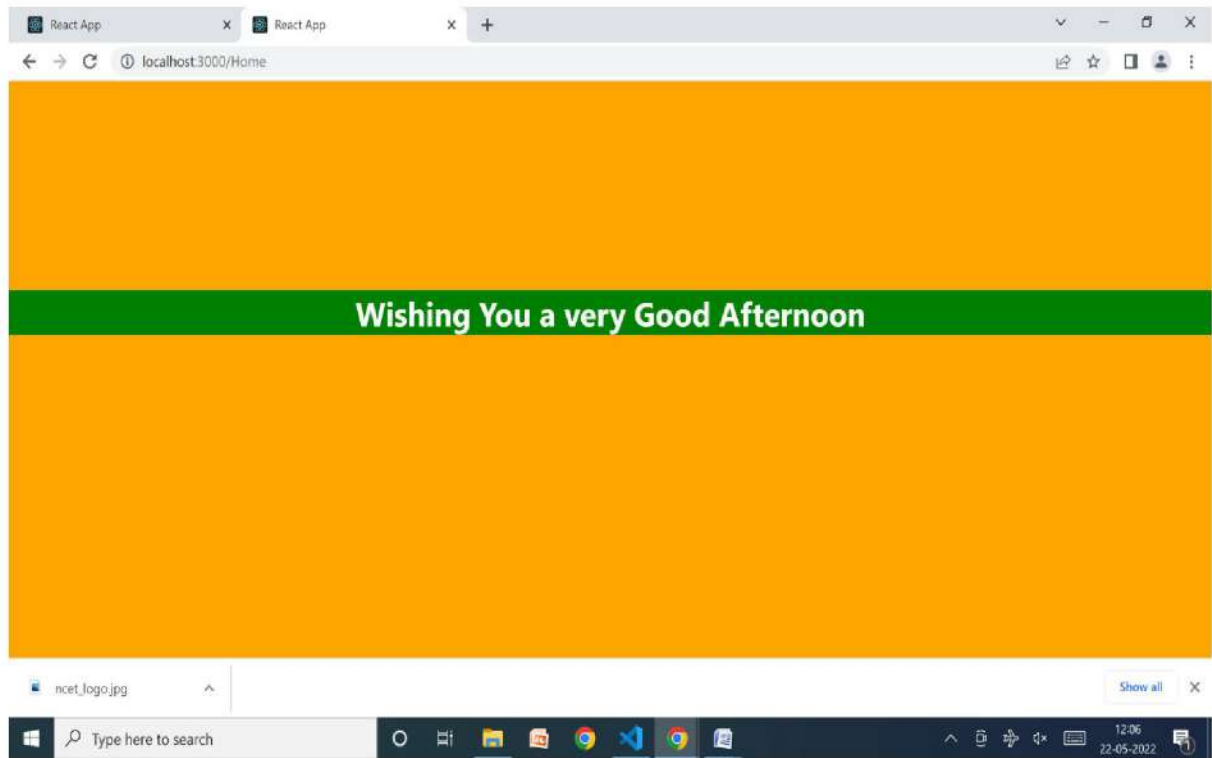 React App
React App
localhost:3000/Home
Wishing You a very Good Afternoon
ncet_logo.jpg
Show all
Type here to search
12:06
22-05-2022